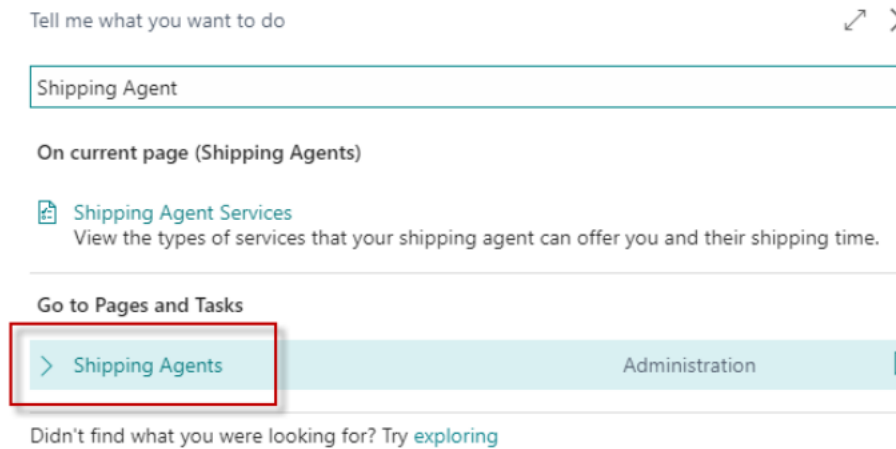 Tell me what you want to do
Shipping Agent
On current page (Shipping Agents)
Shipping Agent Services
View the types of services that your shipping agent can offer you and their shipping time.
Go to Pages and Tasks
Shipping Agents Administration
Didn't find what you were looking for? Try exploring